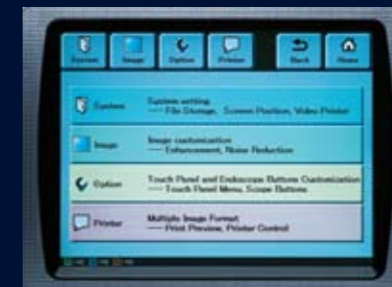 System Image Option Printer Back Home
System System setting
— File Storage, Screen Position, Video Printer
Image Image customization
— Enhancement, Noise Reduction
Option Touch Panel and Endoscope Buttons Customization
— Touch Panel Menu, Scope Buttons
Printer Multiple Image Format
— Print Preview, Printer Control